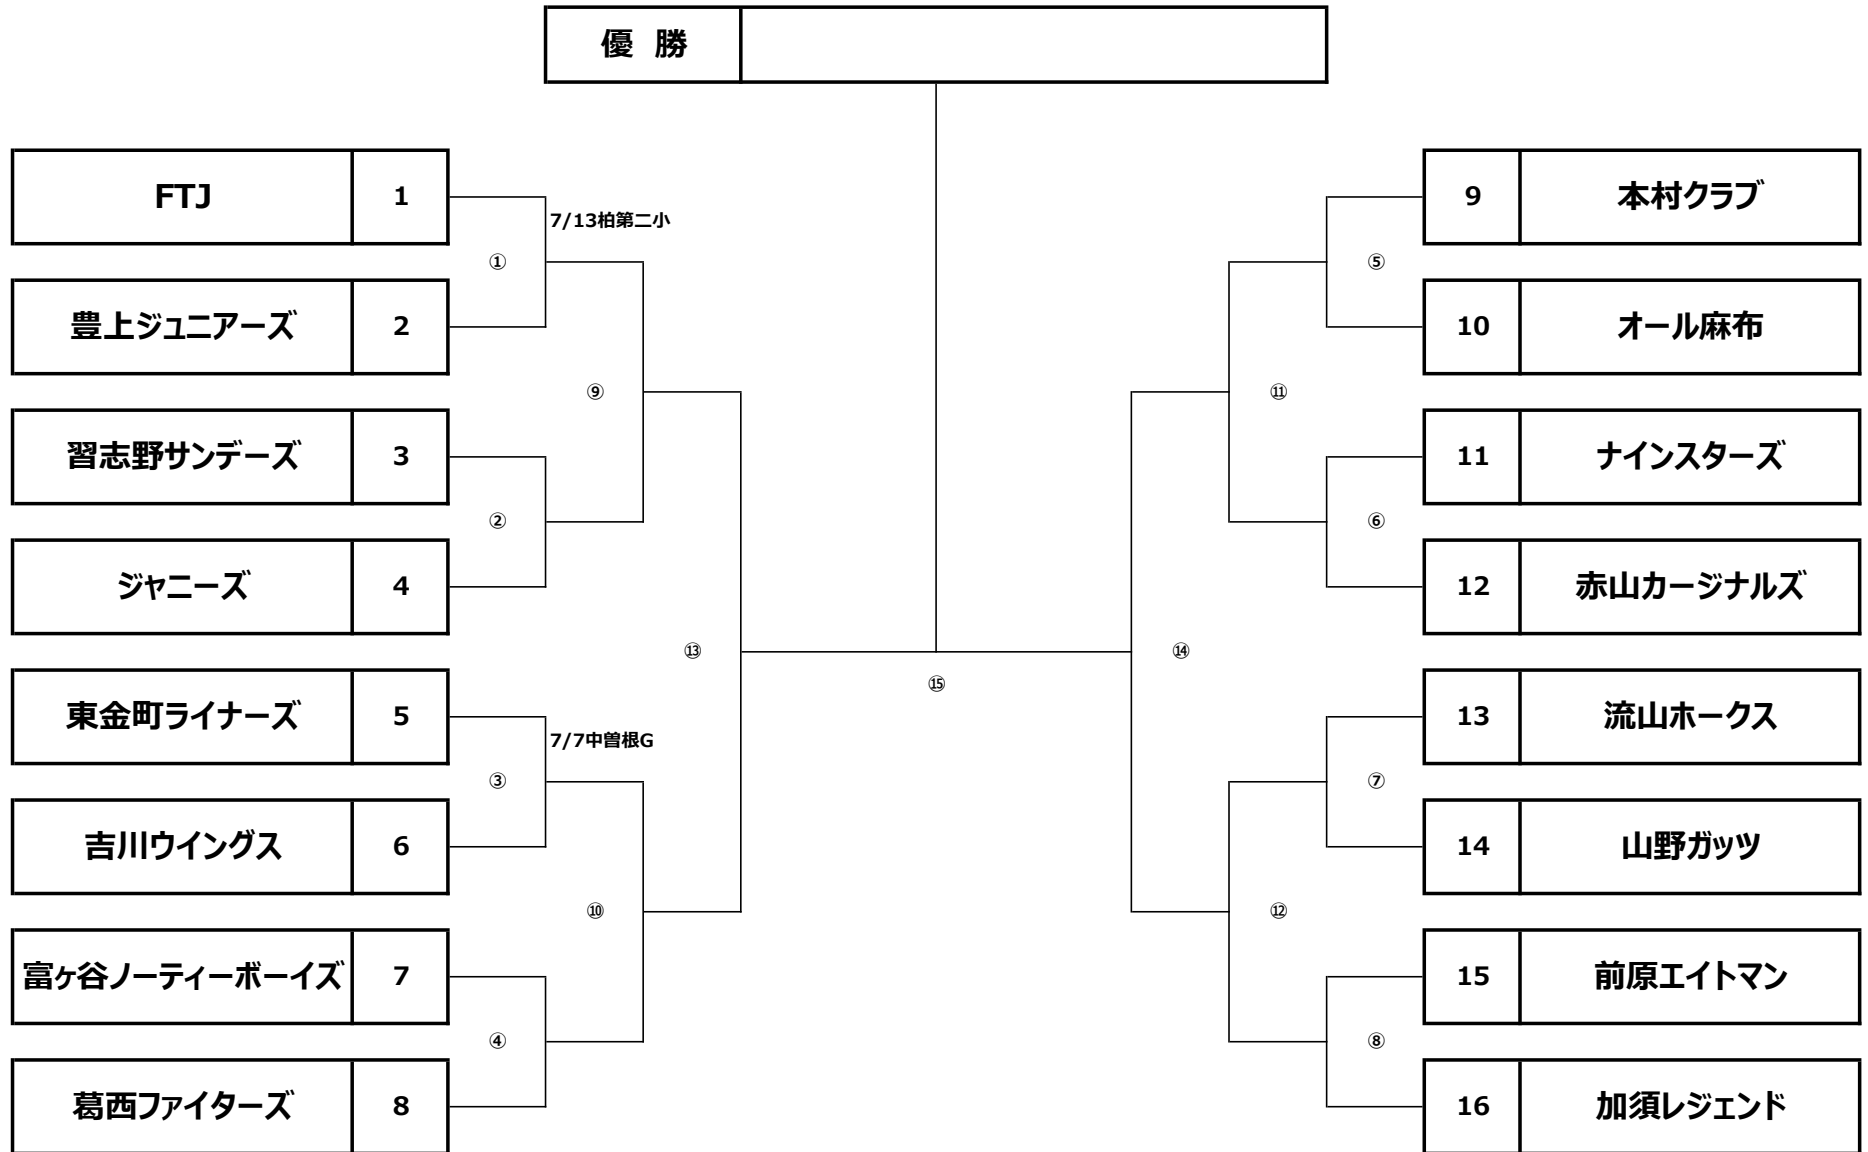 優 勝
FTJ 1
7/13柏第二小
①
豊上ジュニアーズ 2
⑨
習志野サンデーズ 3
②
ジャニーズ 4
⑬
東金町ライナーズ 5
7/7中曽根G
③
吉川ウイングス 6
⑩
富ヶ谷ノーティーボーイズ 7
④
葛西ファイターズ 8
⑮
9 本村クラブ
⑤
10 オール麻布
⑪
11 ナインスターズ
⑥
12 赤山カージナルズ
⑭
13 流山ホークス
⑦
14 山野ガッツ
⑫
15 前原エイトマン
⑧
16 加須レジェンド